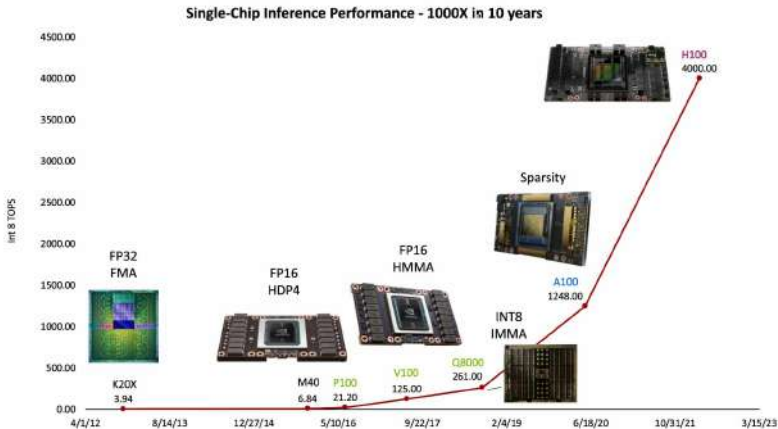 Single-Chip Inference Performance - 1000X in 10 years
4500.00
4000.00
3500.00
3000.00
2500.00
2000.00
1500.00
1000.00
500.00
0.00
Int 8 TOPS
H100
4000.00
Sparsity
A100
1248.00
FP32
FMA
FP16
HDP4
FP16
HMMA
INT8
IMMA
K20X
3.94
M40
6.84
P100
21.20
V100
125.00
Q8000
261.00
4/1/12
8/14/13
12/27/14
5/10/16
9/22/17
2/4/19
6/18/20
10/31/21
3/15/23